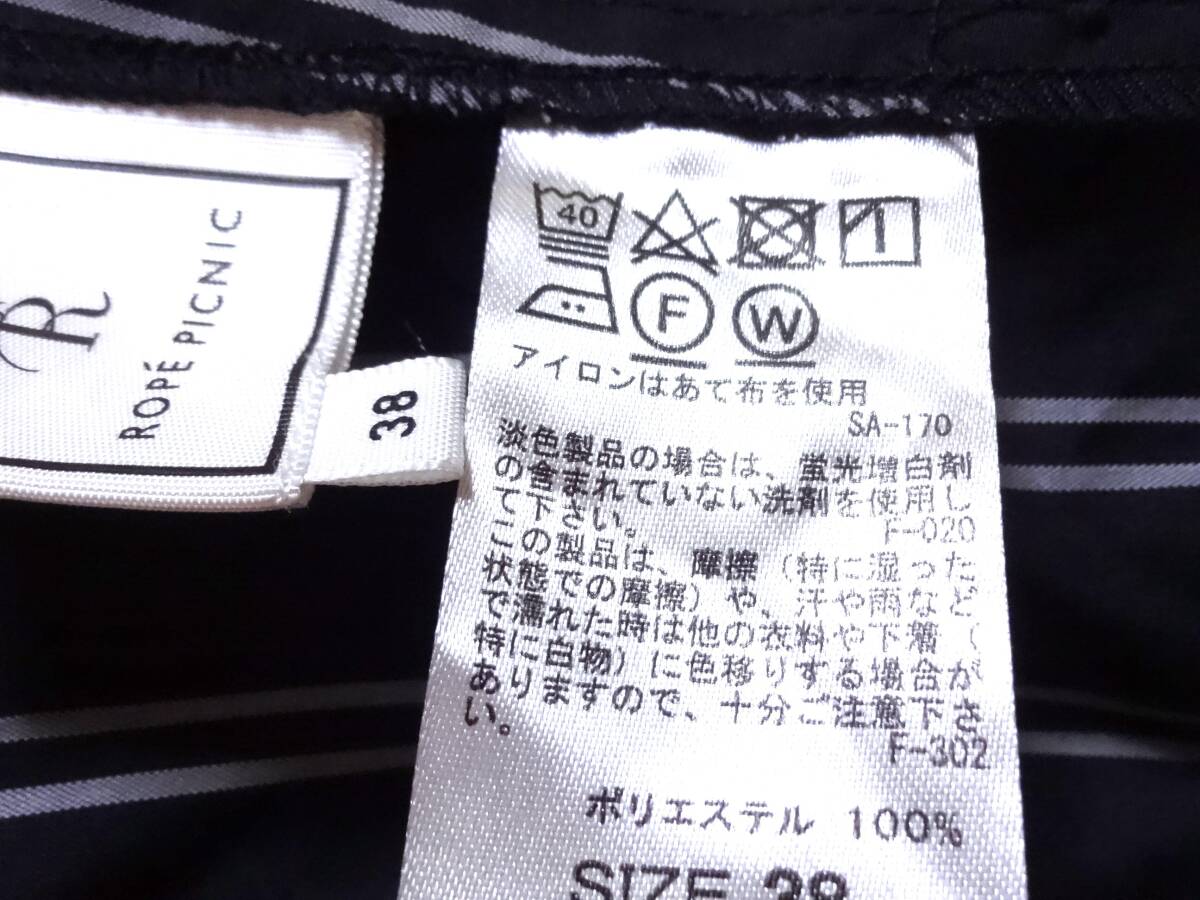 R
ROPÉ PICNIC
38
40
F W
アイロンはあて布を使用
SA-170
淡色製品の場合は、蛍光増白剤
の含まれていない洗剤を使用し
て下さい。
F-020
この製品は、摩擦（特に湿った
状態での摩擦）や、汗や雨など
で濡れた時は他の衣料や下着（
特に白物）に色移りする場合が
ありますので、十分ご注意下さ
い。
F-302
ポリエステル 100%
SIZE 38